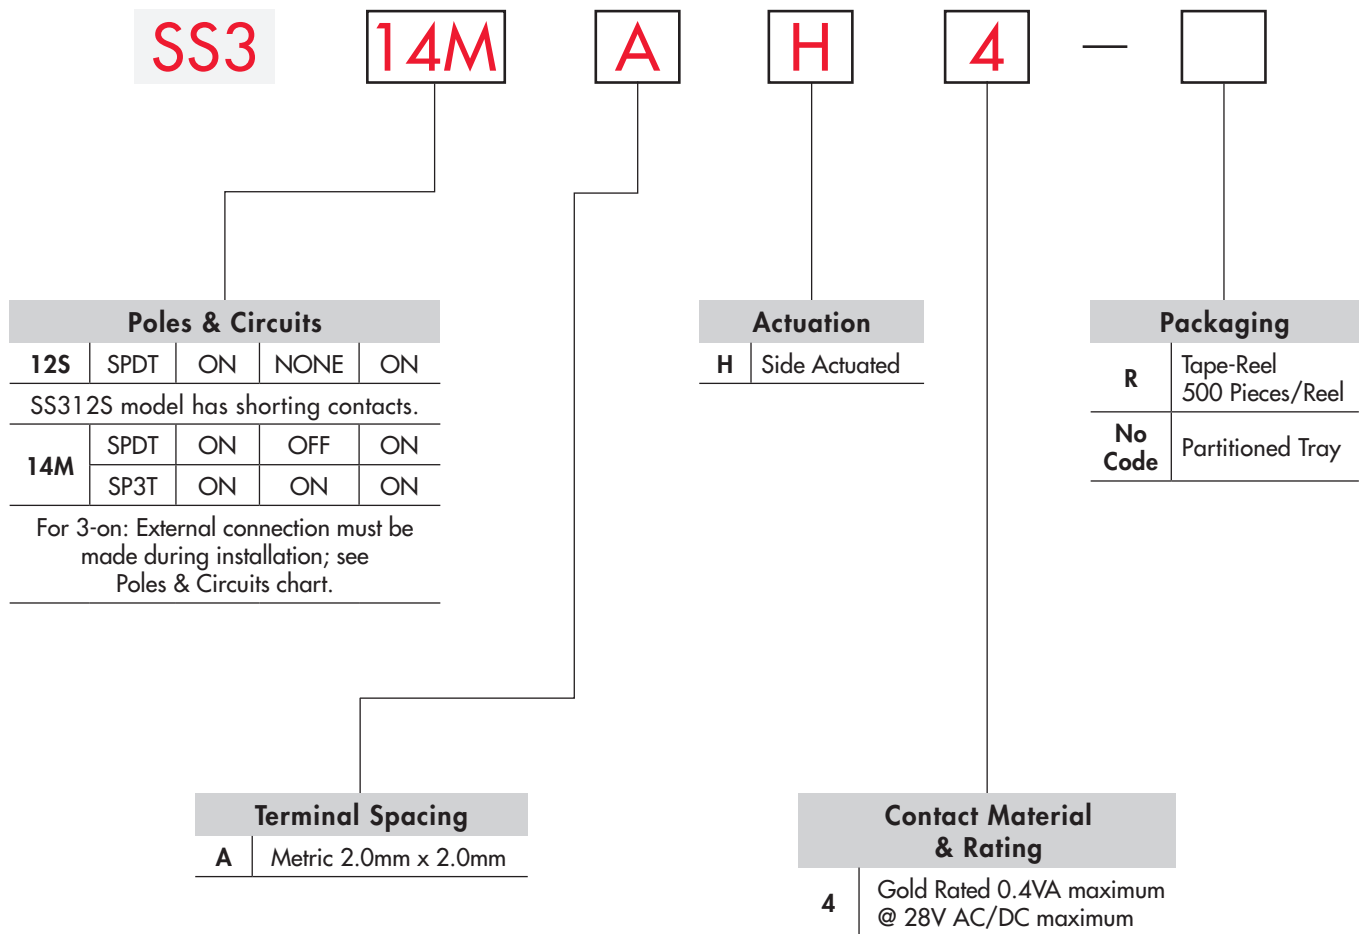 SS3 14M A H 4 —
Poles & Circuits
12S SPDT ON NONE ON
SS312S model has shorting contacts.
14M SPDT ON OFF ON
SP3T ON ON ON
For 3-on: External connection must be
made during installation; see
Poles & Circuits chart.
Actuation
H Side Actuated
Packaging
R Tape-Reel
500 Pieces/Reel
No
Code Partitioned Tray
Terminal Spacing
A Metric 2.0mm x 2.0mm
Contact Material
& Rating
4 Gold Rated 0.4VA maximum
@ 28V AC/DC maximum